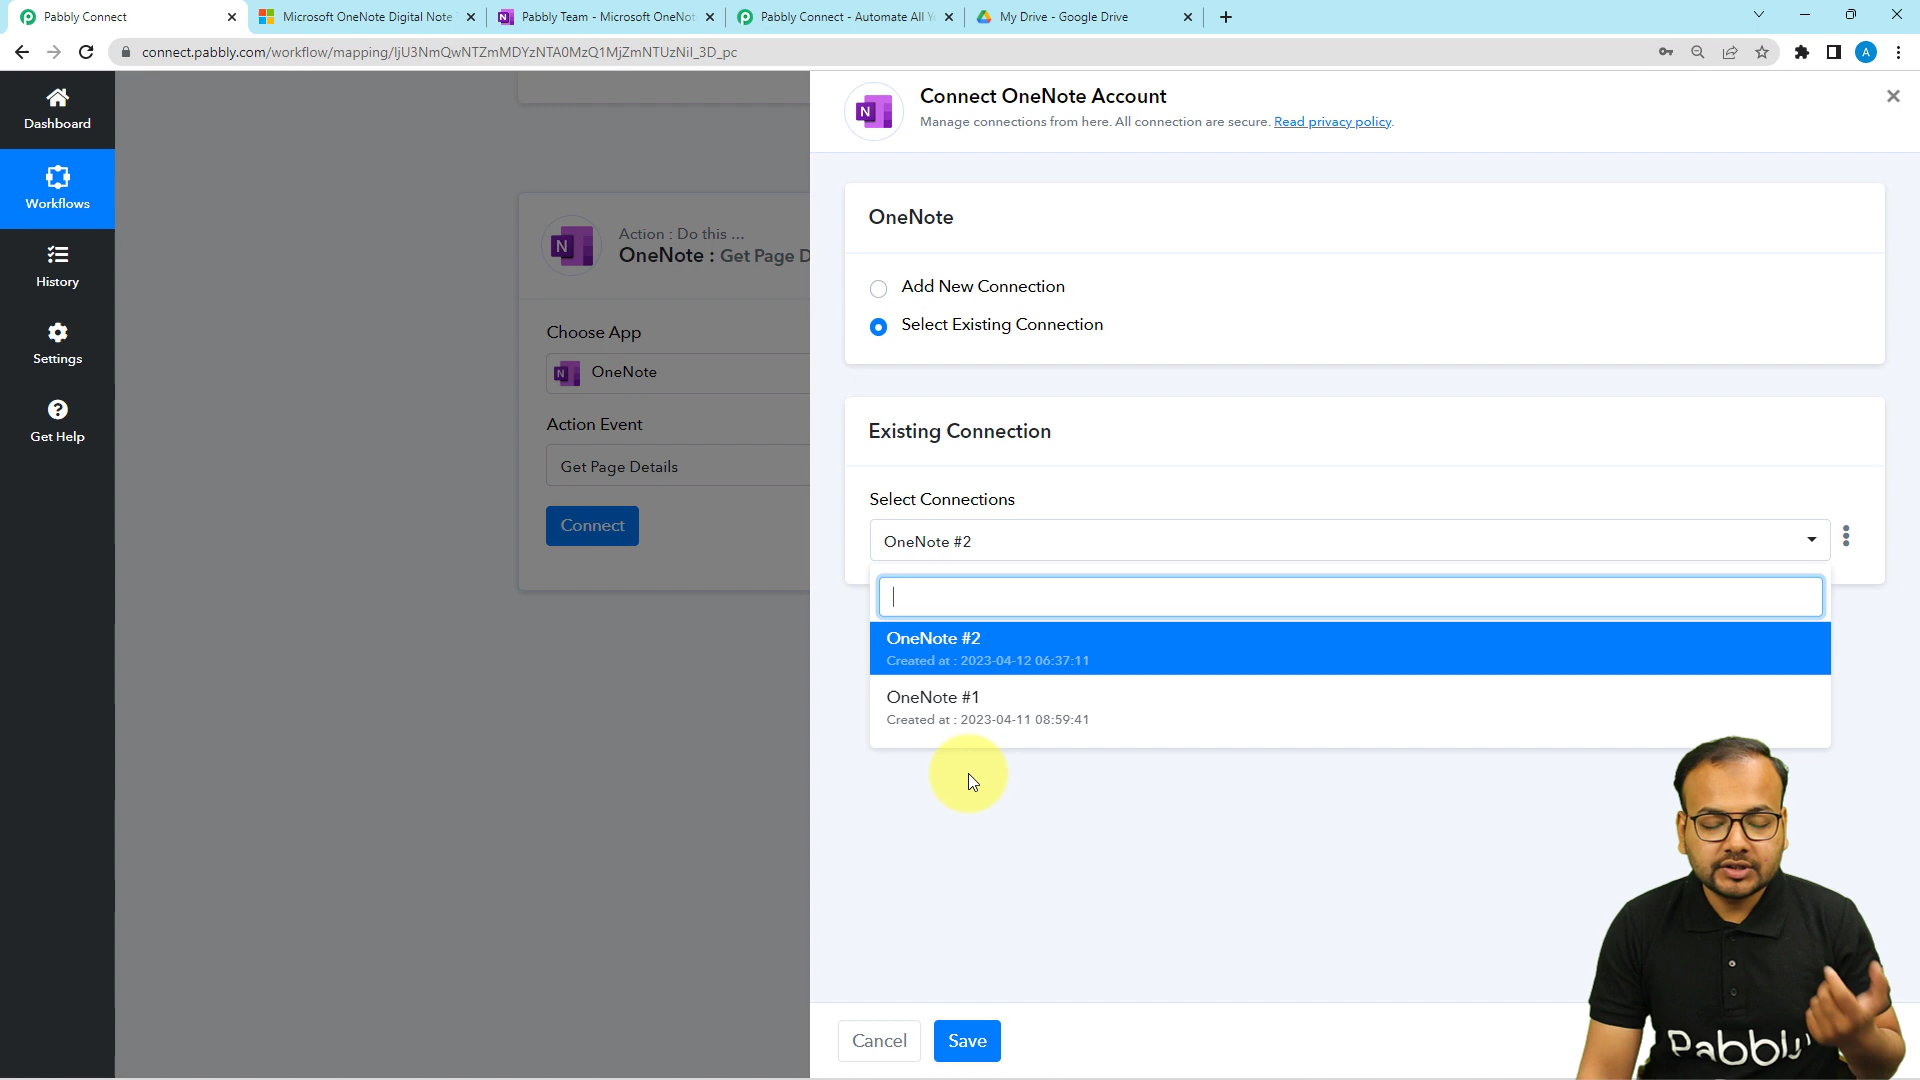 Pabbly Connect
Microsoft OneNote Digital Note
Pabbly Team - Microsoft OneNot
Pabbly Connect - Automate All Y
My Drive - Google Drive
connect.pabbly.com/workflow/mapping/IjU3NmQwNTZmMDYzNTA0MzQ1MjZmNTUzNiI_3D_pc
A
Dashboard
Workflows
History
Settings
Get Help
Action : Do this ...
OneNote : Get Page D
Choose App
OneNote
Action Event
Get Page Details
Connect
Connect OneNote Account
Manage connections from here. All connection are secure. Read privacy policy.
OneNote
Add New Connection
Select Existing Connection
Existing Connection
Select Connections
OneNote #2
OneNote #2
Created at : 2023-04-12 06:37:11
OneNote #1
Created at : 2023-04-11 08:59:41
Cancel
Save
Pabbly